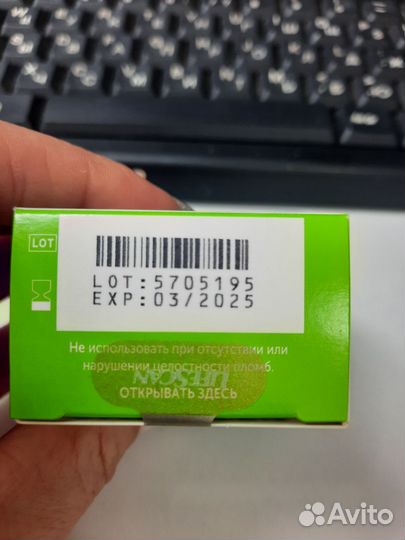 LOT
LOT:5705195
EXP:03/2025
Не использовать при отсутствии или
нарушении целостности пломб.
LIFESCAN
ОТКРЫВАТЬ ЗДЕСЬ
Avito